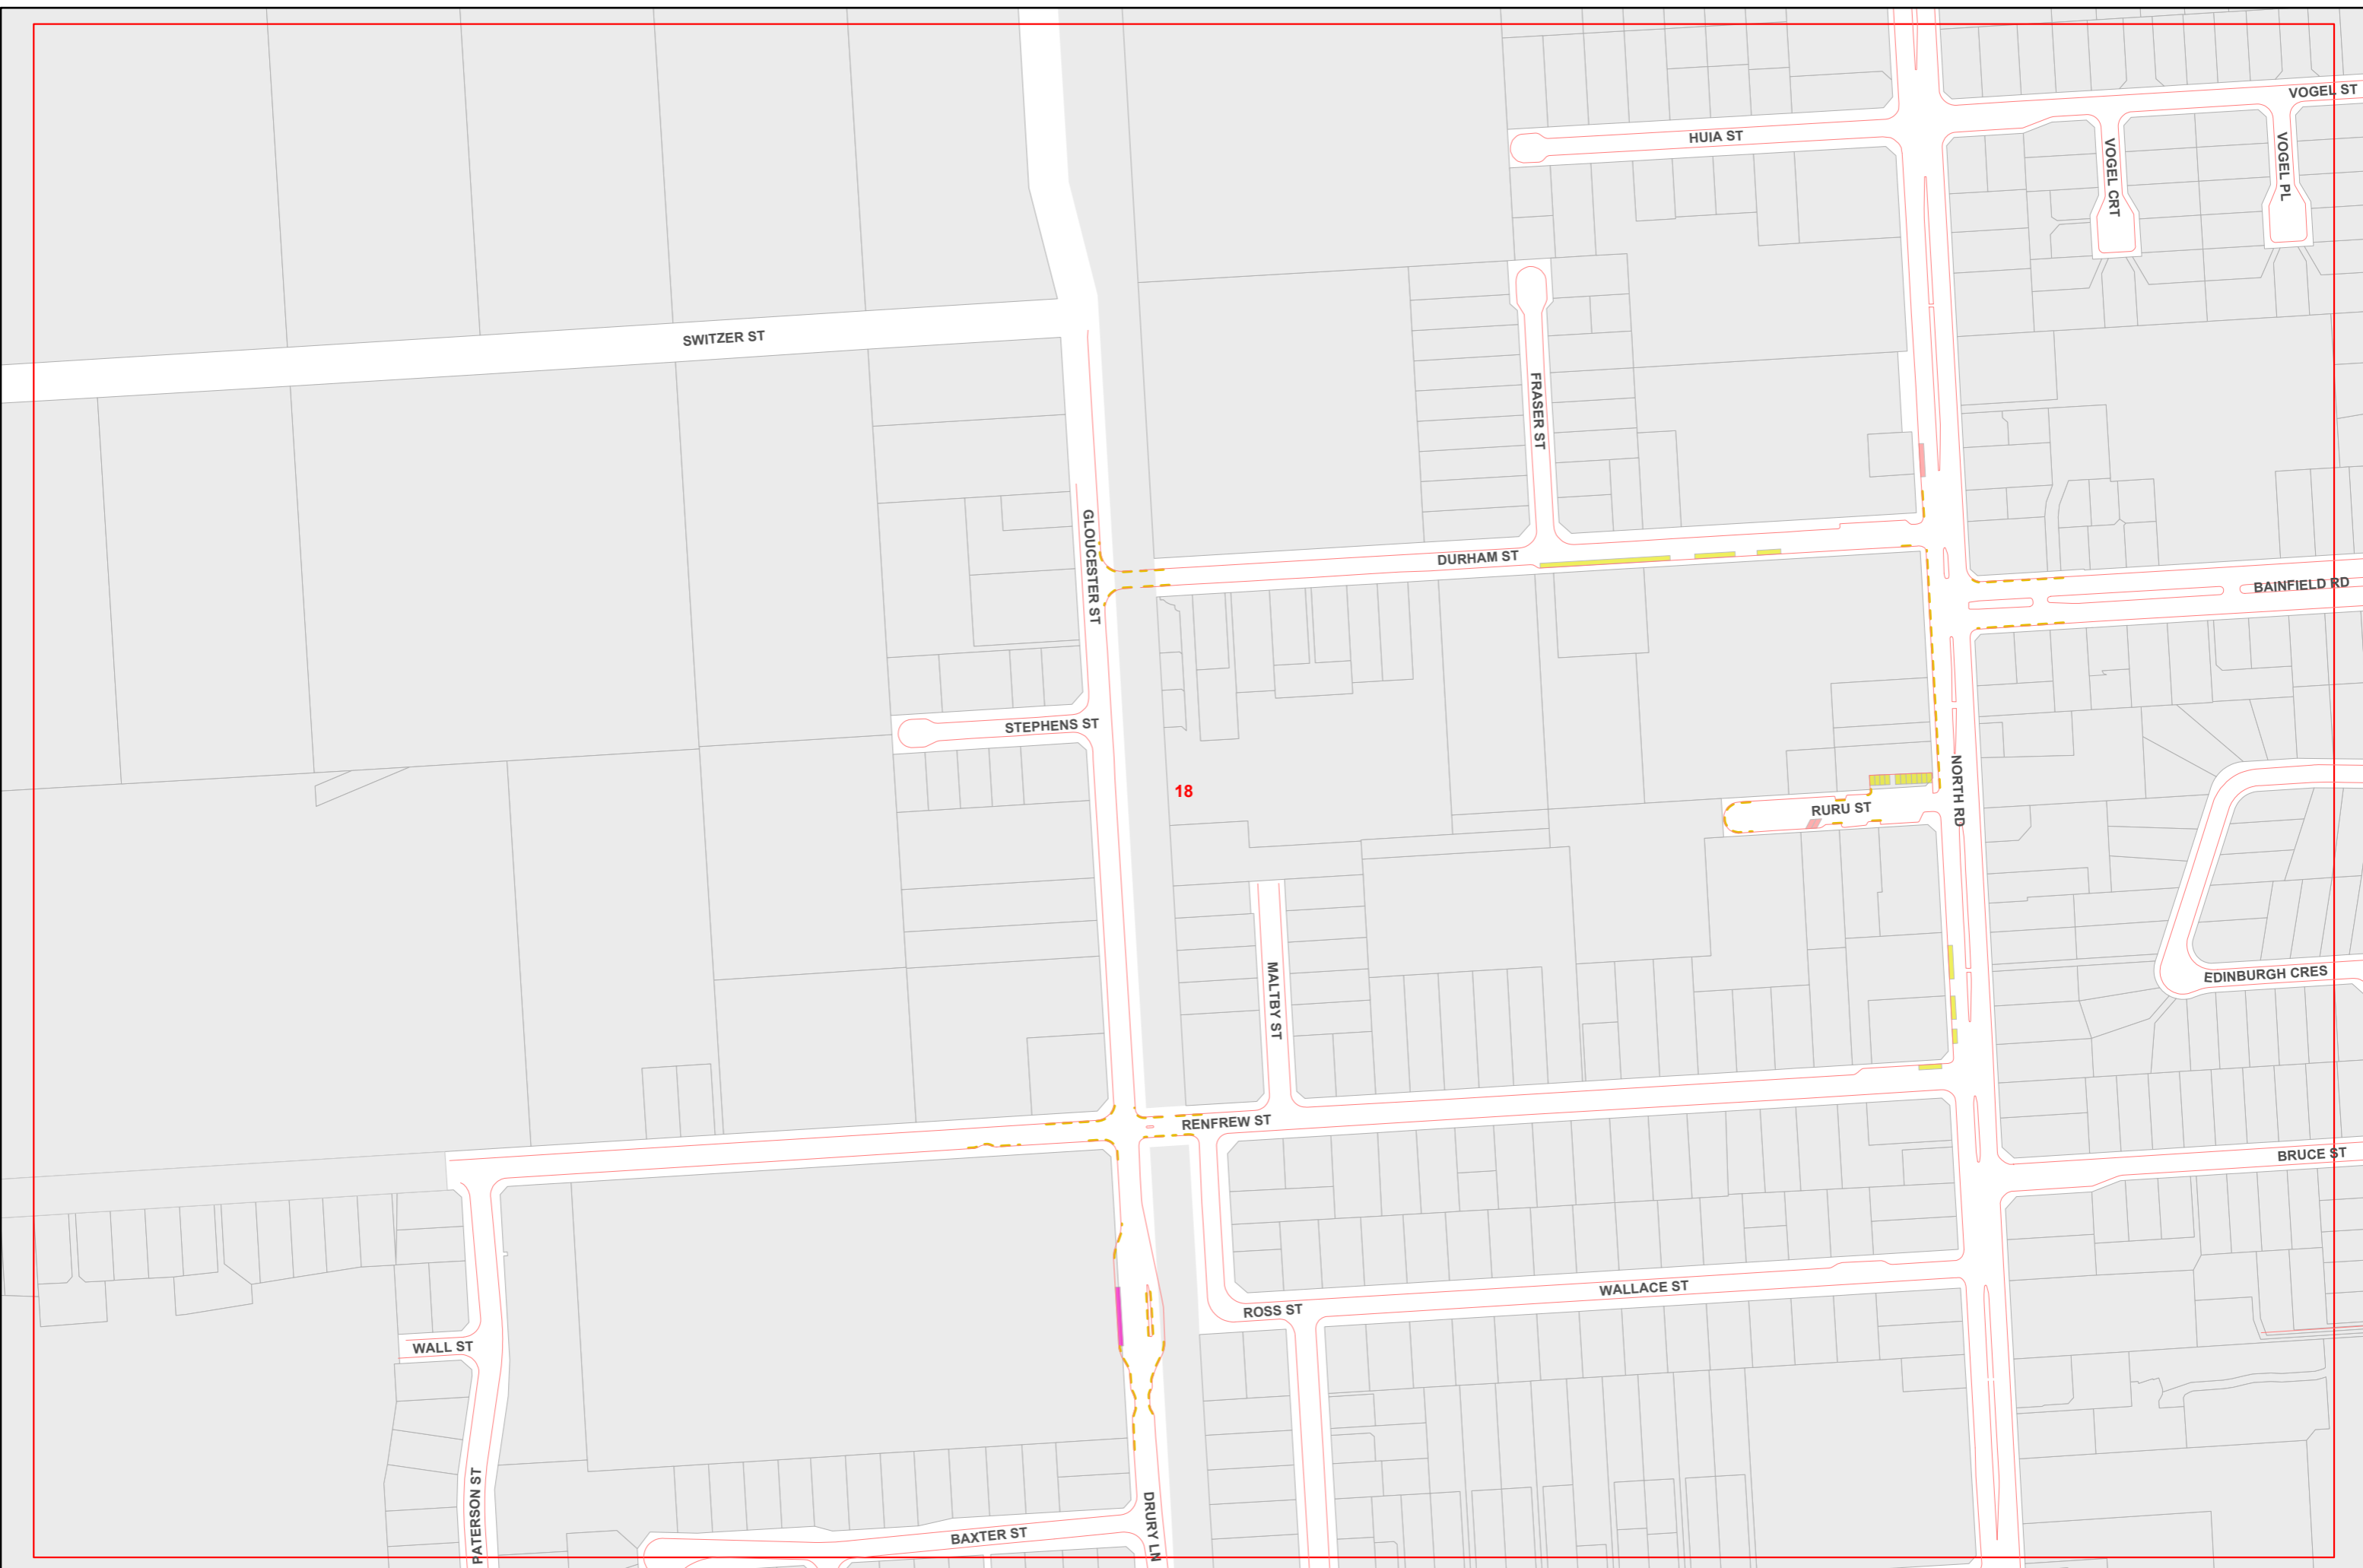 VOGEL ST
HUIA ST
VOGEL CRT
VOGEL PL
SWITZER ST
FRASER ST
GLOUCESTER ST
DURHAM ST
BAINFIELD RD
STEPHENS ST
18
NORTH RD
RURU ST
EDINBURGH CRES
MALTBY ST
RENFREW ST
BRUCE ST
WALLACE ST
ROSS ST
WALL ST
PATERSON ST
DRURY LN
BAXTER ST